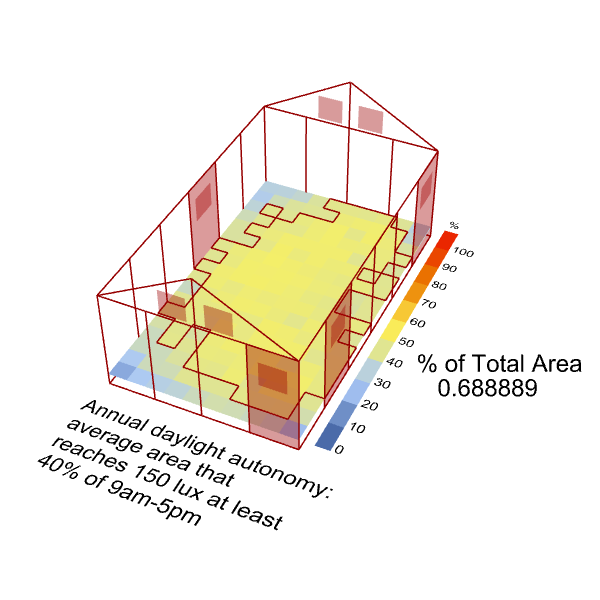 %
100
90
80
70
60
50
40
30
20
10
0
% of Total Area
0.688889
Annual daylight autonomy:
average area that
reaches 150 lux at least
40% of 9am-5pm